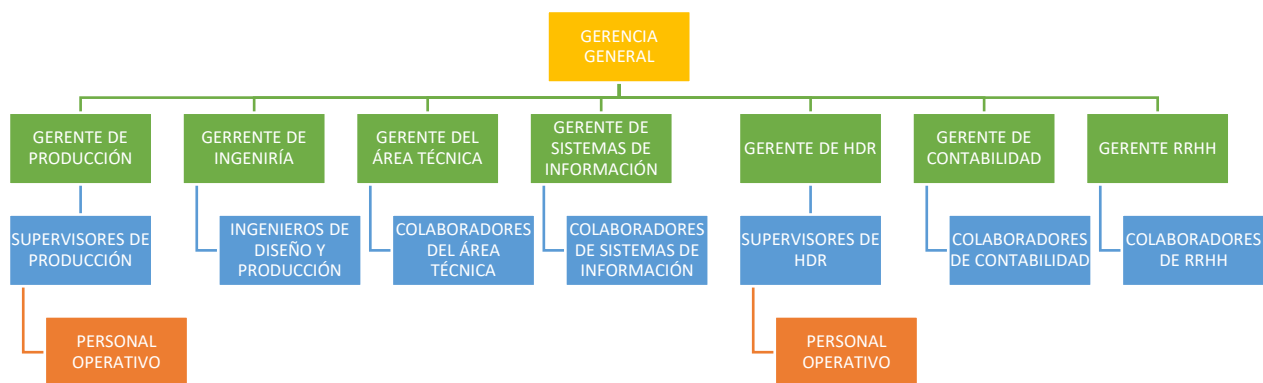 GERENCIA
GENERAL
GERENTE DE
PRODUCCIÓN
GERRENTE DE
INGENIRÍA
GERENTE DEL
ÁREA TÉCNICA
GERENTE DE
SISTEMAS DE
INFORMACIÓN
GERENTE DE HDR
GERENTE DE
CONTABILIDAD
GERENTE RRHH
SUPERVISORES DE
PRODUCCIÓN
INGENIEROS DE
DISEÑO Y
PRODUCCIÓN
COLABORADORES
DEL ÁREA
TÉCNICA
COLABORADORES
DE SISTEMAS DE
INFORMACIÓN
SUPERVISORES DE
HDR
COLABORADORES
DE CONTABILIDAD
COLABORADORES
DE RRHH
PERSONAL
OPERATIVO
PERSONAL
OPERATIVO